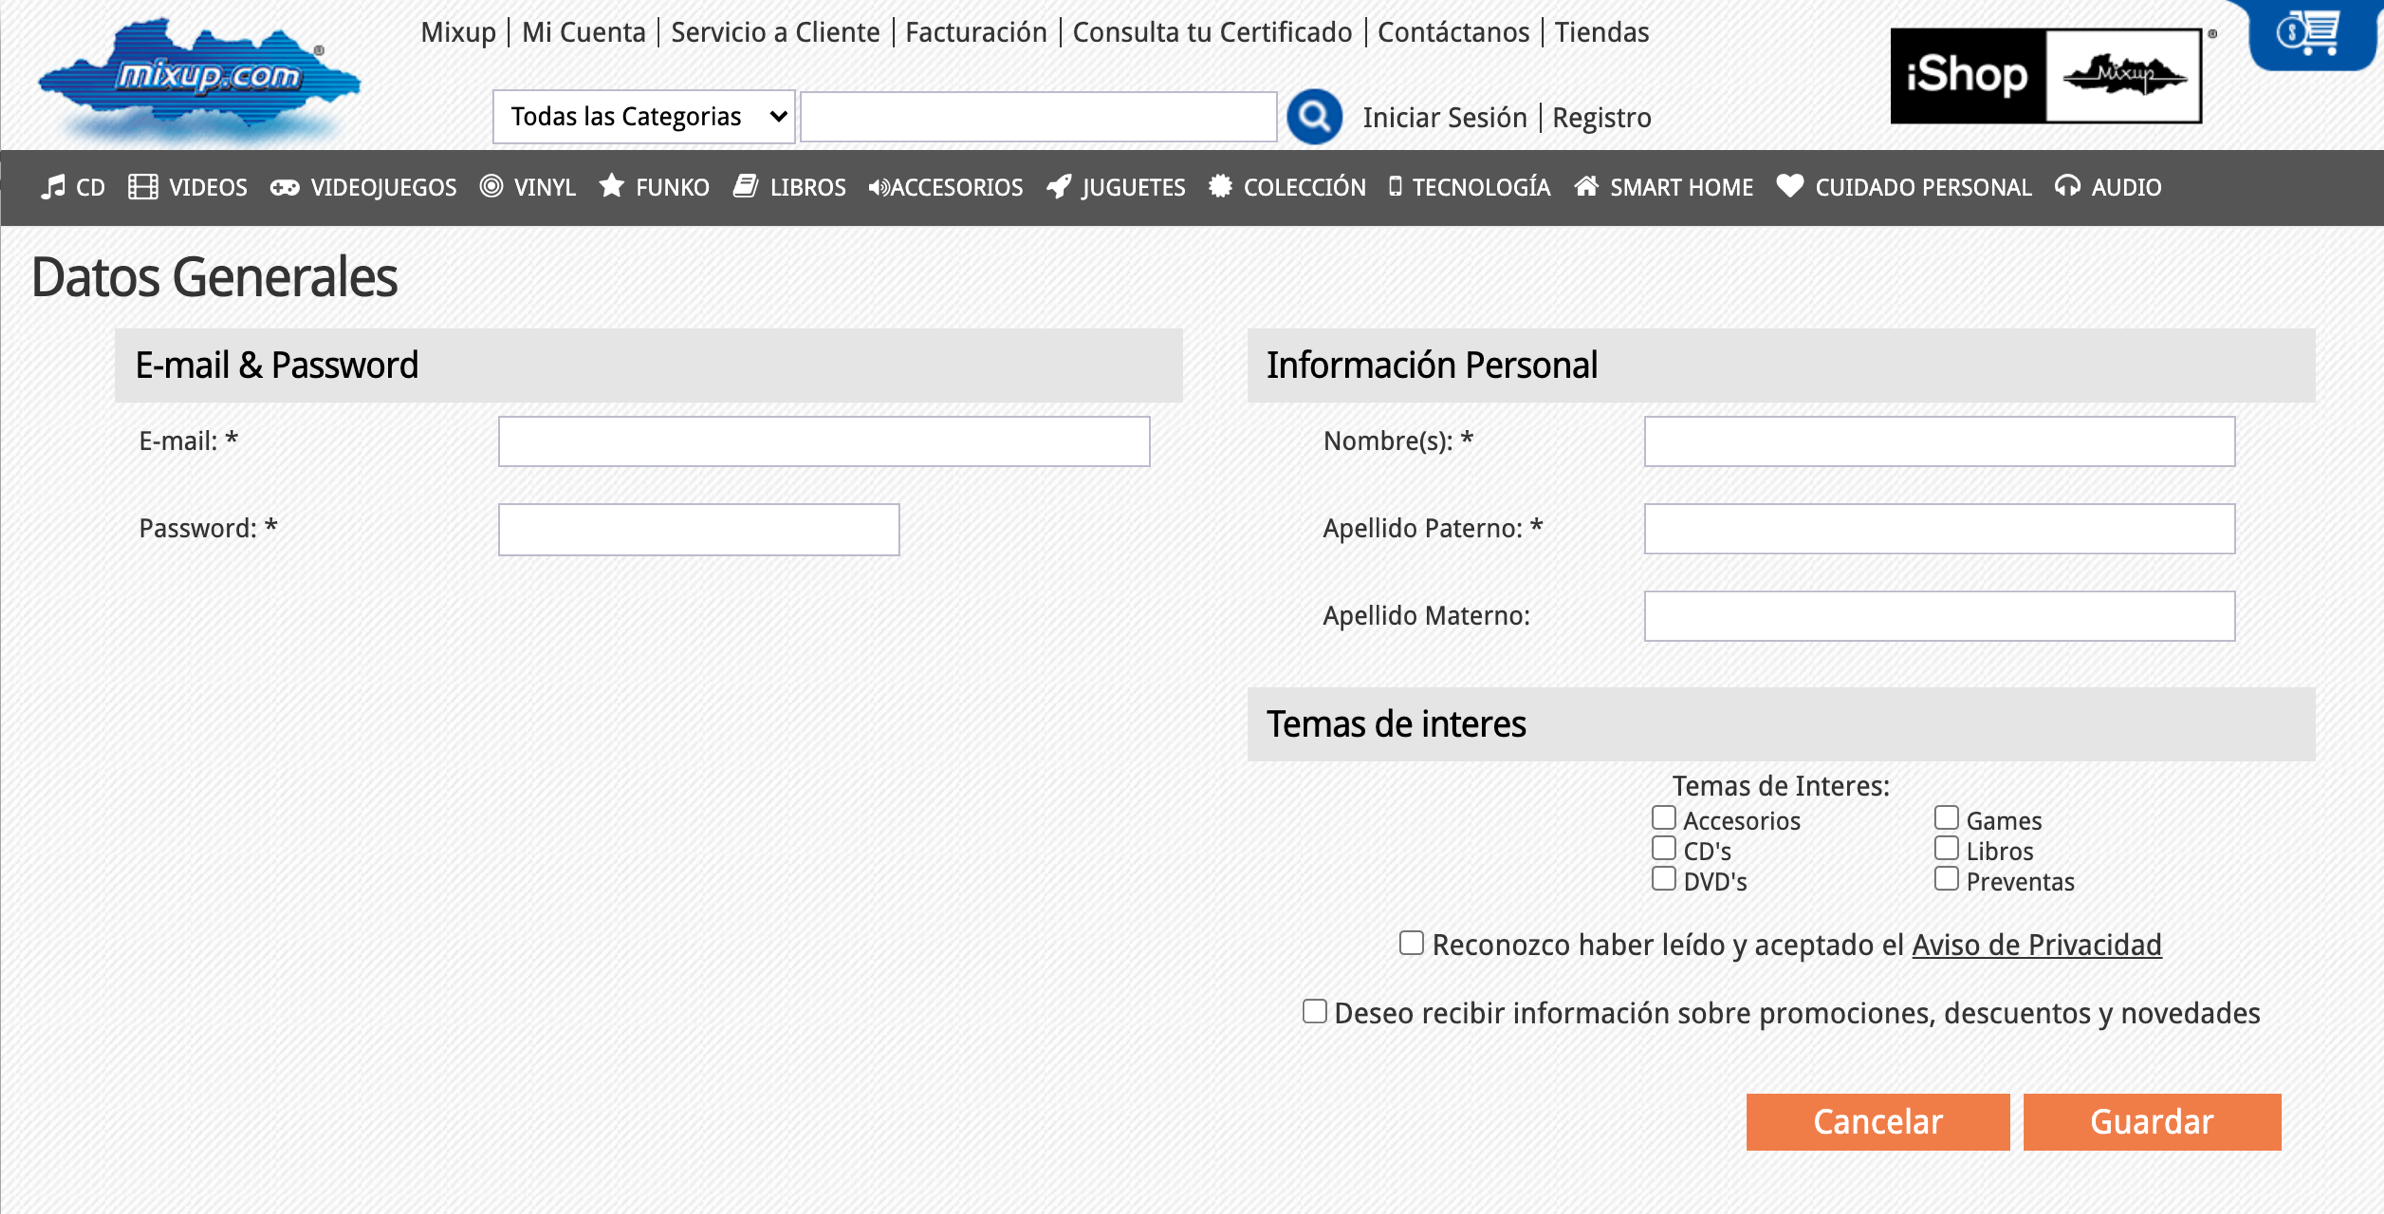 mixup.com ®
Mixup | Mi Cuenta | Servicio a Cliente | Facturación | Consulta tu Certificado | Contáctanos | Tiendas
Todas las Categorias
Iniciar Sesión | Registro
iShop Mixup ®
$
CD VIDEOS VIDEOJUEGOS VINYL FUNKO LIBROS ACCESORIOS JUGUETES COLECCIÓN TECNOLOGÍA SMART HOME CUIDADO PERSONAL AUDIO
Datos Generales
E-mail & Password
E-mail: *
Password: *
Información Personal
Nombre(s): *
Apellido Paterno: *
Apellido Materno:
Temas de interes
Temas de Interes:
Accesorios Games
CD's Libros
DVD's Preventas
Reconozco haber leído y aceptado el Aviso de Privacidad
Deseo recibir información sobre promociones, descuentos y novedades
Cancelar Guardar